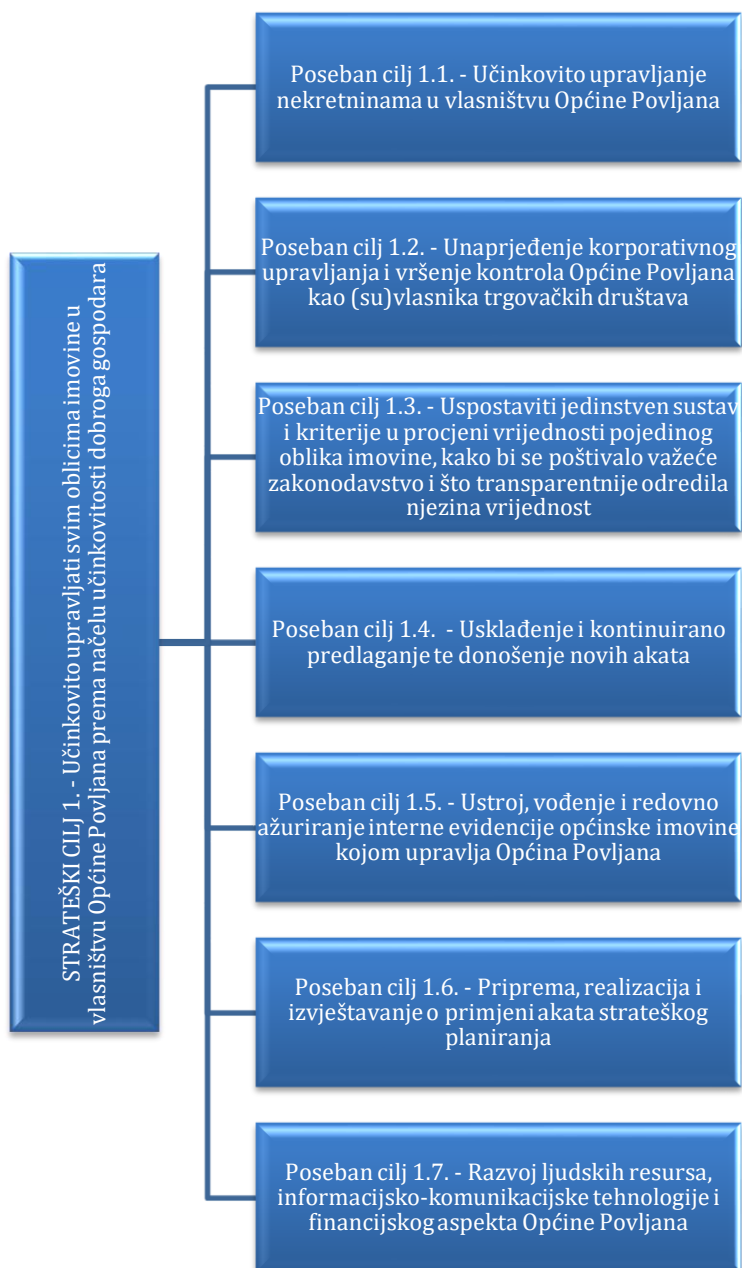 STRATEŠKI CILJ 1. - Učinkovito upravljati svim oblicima imovine u
vlasništvu Općine Povljana prema načelu učinkovitosti dobroga gospodara
Poseban cilj 1.1. - Učinkovito upravljanje
nekretninama u vlasništvu Općine Povljana
Poseban cilj 1.2. - Unaprjeđenje korporativnog
upravljanja i vršenje kontrola Općine Povljana
kao (su)vlasnika trgovačkih društava
Poseban cilj 1.3. - Uspostaviti jedinstven sustav
i kriterije u procjeni vrijednosti pojedinog
oblika imovine, kako bi se poštivalo važeće
zakonodavstvo i što transparentnije odredila
njezina vrijednost
Poseban cilj 1.4. - Usklađenje i kontinuirano
predlaganje te donošenje novih akata
Poseban cilj 1.5. - Ustroj, vođenje i redovno
ažuriranje interne evidencije općinske imovine
kojom upravlja Općina Povljana
Poseban cilj 1.6. - Priprema, realizacija i
izvještavanje o primjeni akata strateškog
planiranja
Poseban cilj 1.7. - Razvoj ljudskih resursa,
informacijsko-komunikacijske tehnologije i
financijskog aspekta Općine Povljana